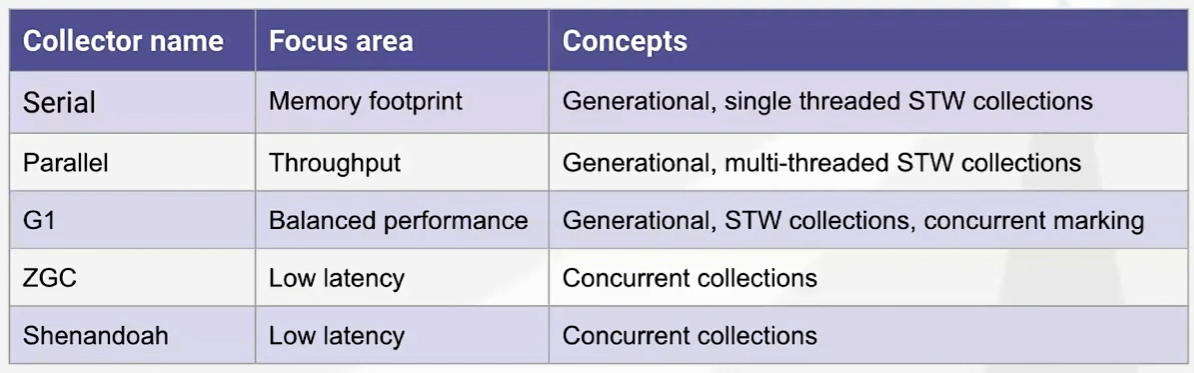 Collector name Focus area Concepts
Serial Memory footprint Generational, single threaded STW collections
Parallel Throughput Generational, multi-threaded STW collections
G1 Balanced performance Generational, STW collections, concurrent marking
ZGC Low latency Concurrent collections
Shenandoah Low latency Concurrent collections